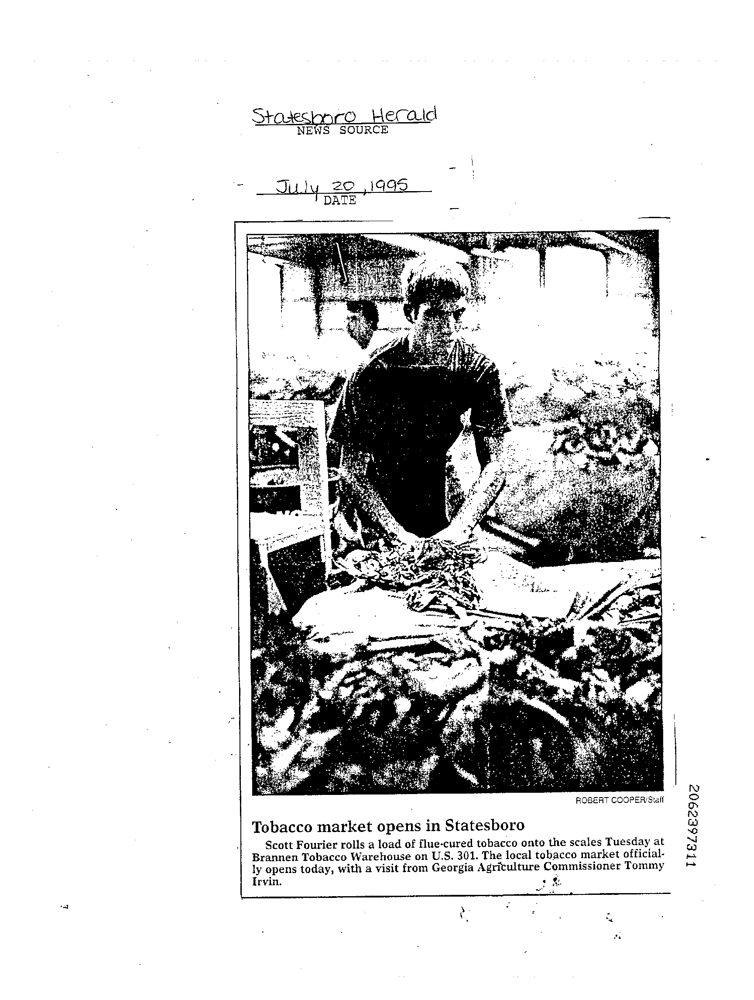 Statesboro Herald
NEWS SOURCE
July 20, 1995
DATE
ROBERT COOPER/Staff
Tobacco market opens in Statesboro
Scott Fourier rolls a load of flue-cured tobacco onto the scales Tuesday at
Brannen Tobacco Warehouse on U.S. 301. The local tobacco market official-
ly opens today, with a visit from Georgia Agriculture Commissioner Tommy
Irvin.
2062397311